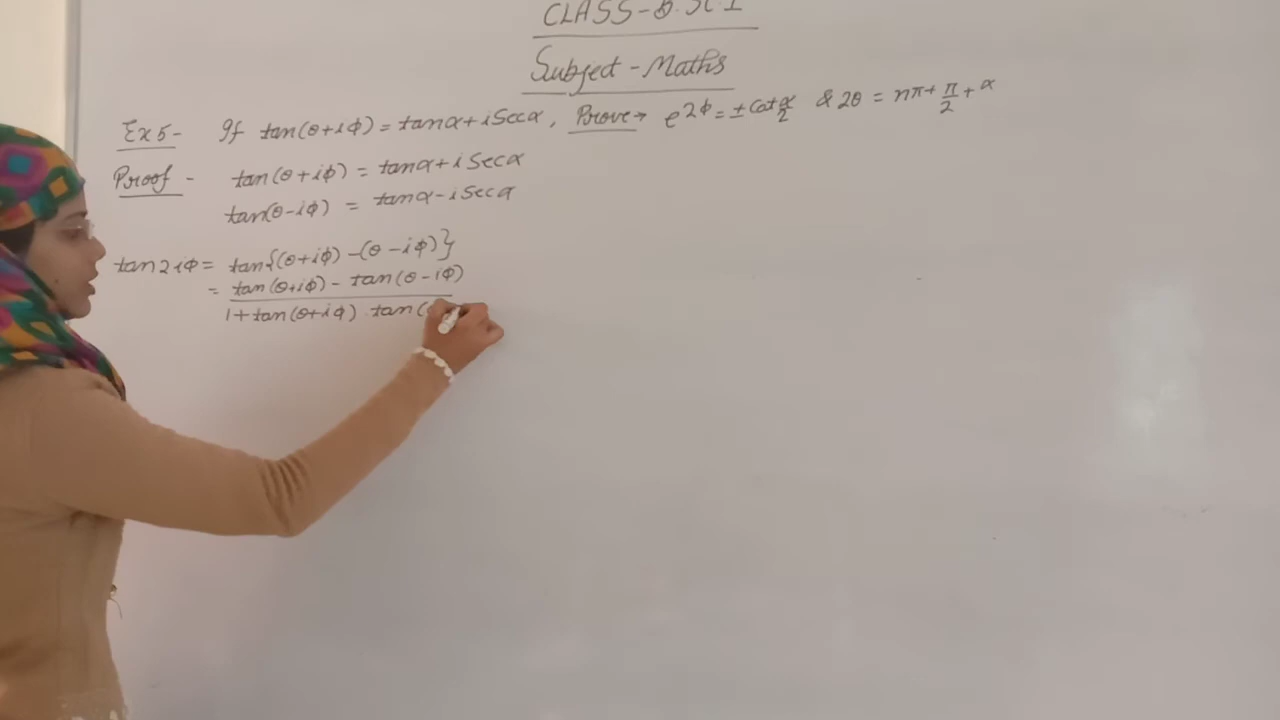 CLASS-B.Sc.I
Subject - Maths
Ex 5- If tan(θ+iϕ) = tanα + i Secα, Prove → e^2ϕ = ± Cot α/2 & 2θ = nπ + π/2 + α
Proof - tan(θ+iϕ) = tanα + i Secα
tan(θ-iϕ) = tanα - i Secα
tan2iϕ = tan{(θ+iϕ) -(θ-iϕ)}
= tan(θ+iϕ) - tan(θ-iϕ)
1+tan(θ+iϕ) . tan(